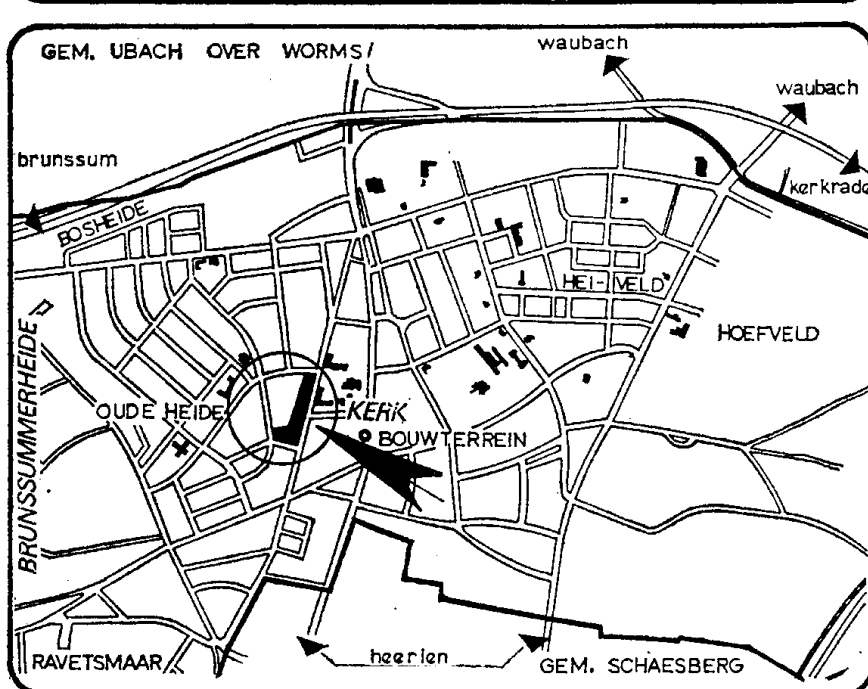 GEM. UBACH OVER WORMS/
waubach
waubach
brunssum
kerkrade
BOSHEIDE
HEI-VELD
HOEFVELD
BRUNSSUMMERHEIDE
OUDE HEIDE
KERK
BOUWTERREIN
RAVETSMAAR
heerlen
GEM. SCHAESBERG